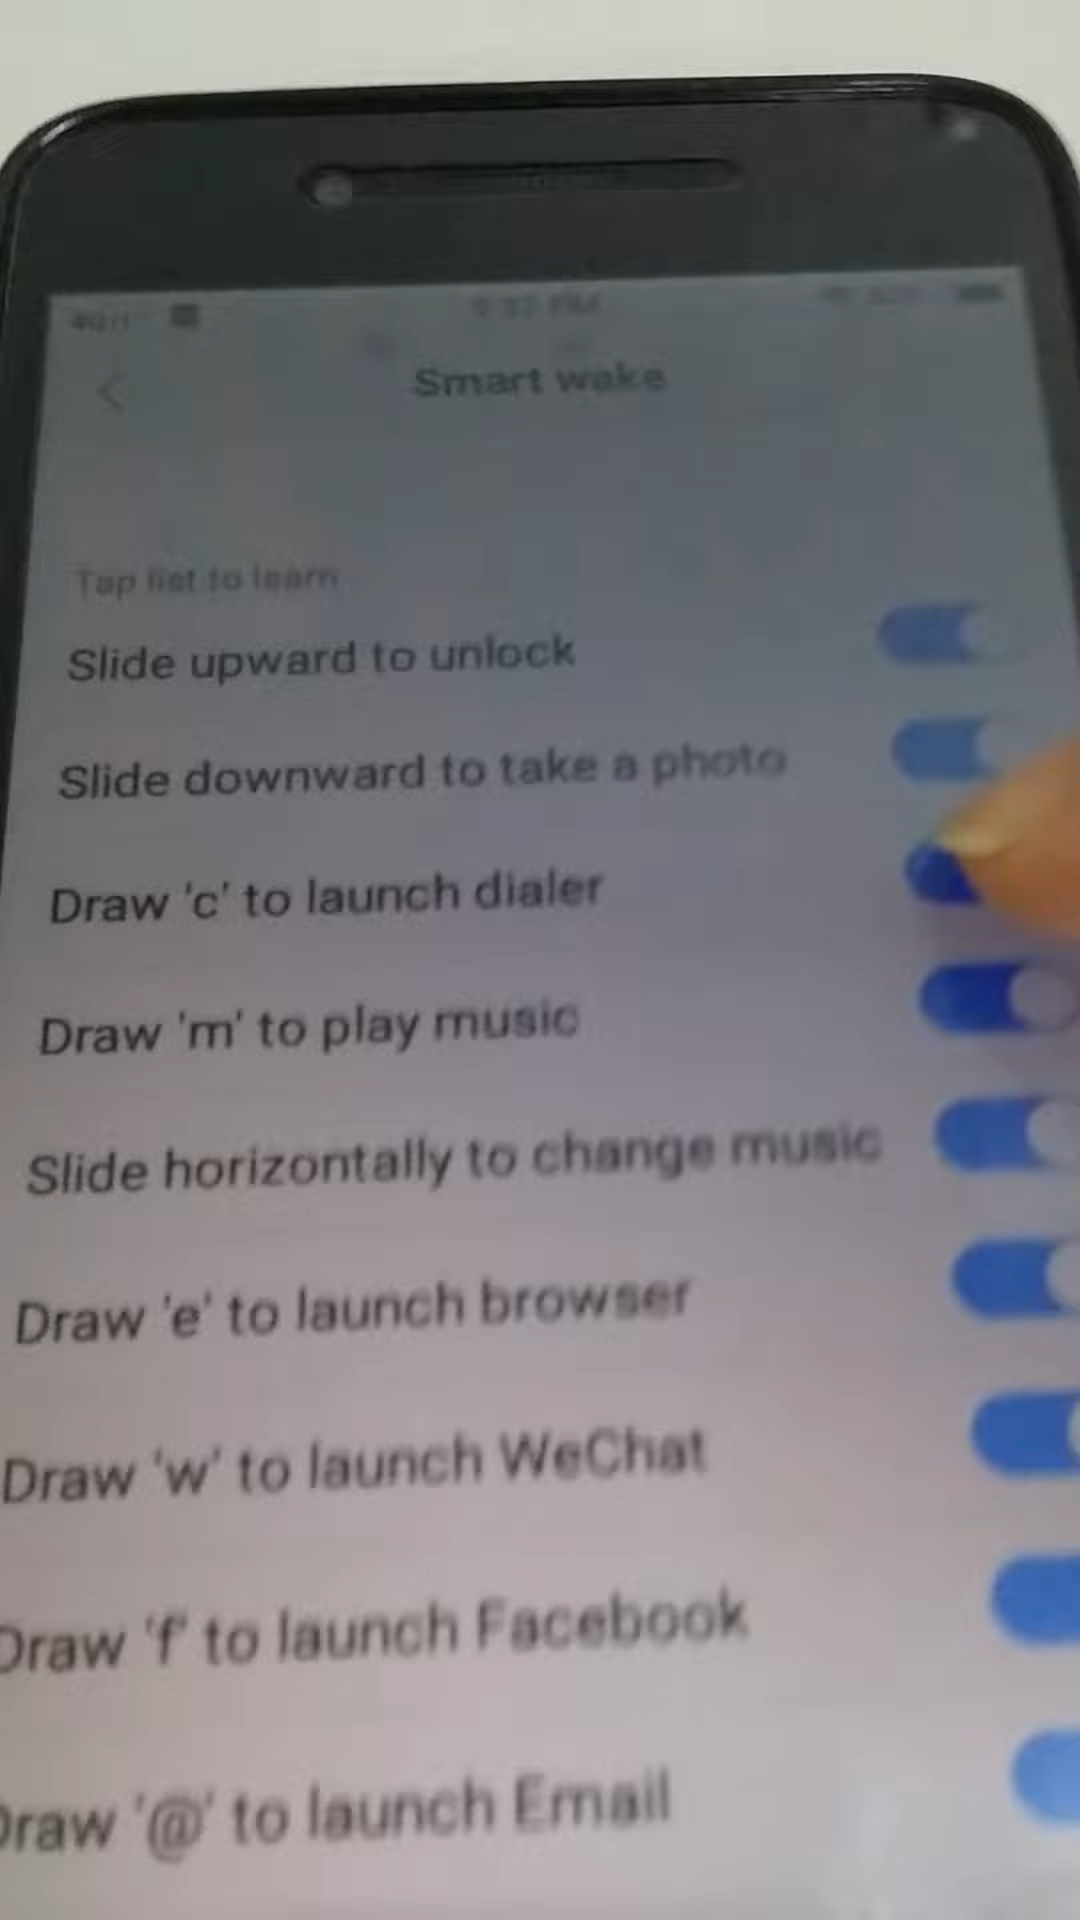 Smart wake
Tap list to learn
Slide upward to unlock
Slide downward to take a photo
Draw 'c' to launch dialer
Draw 'm' to play music
Slide horizontally to change music
Draw 'e' to launch browser
Draw 'w' to launch WeChat
Draw 'f' to launch Facebook
Draw '@' to launch Email